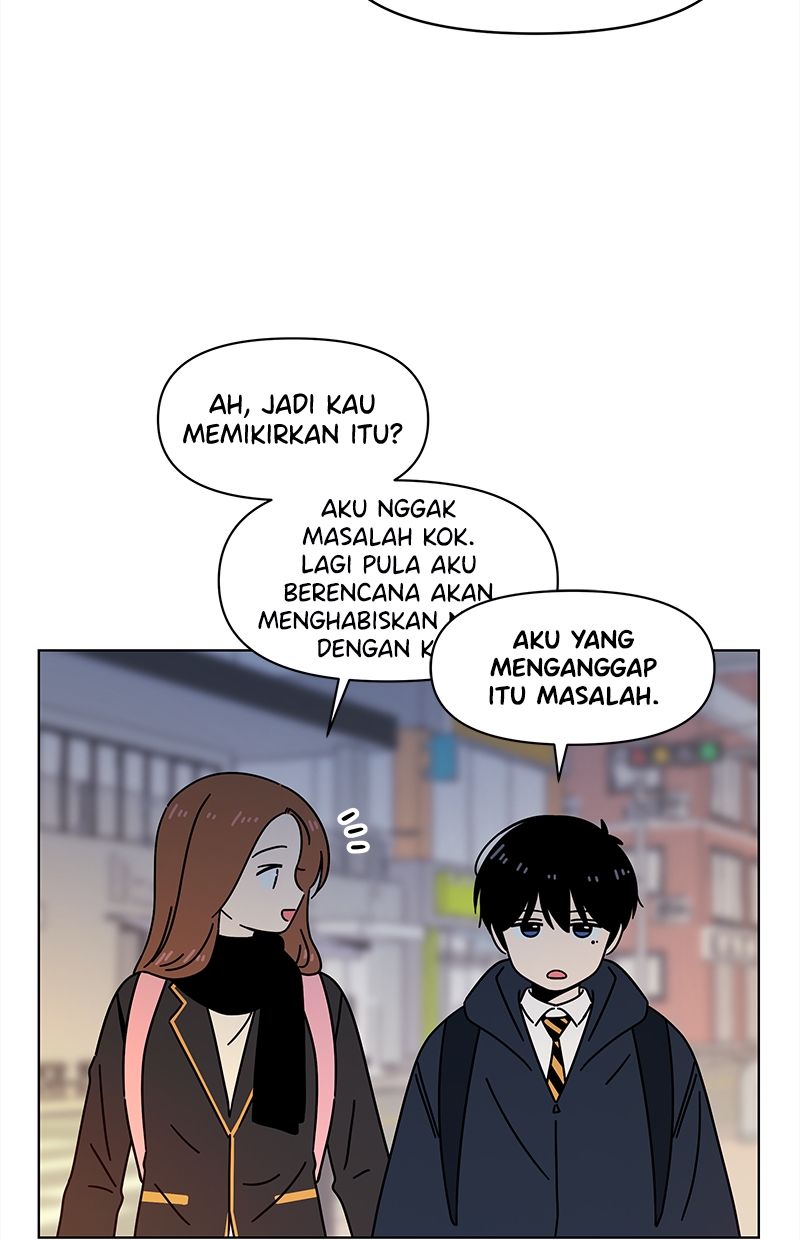 AH, JADI KAU
MEMIKIRKAN ITU?
AKU NGGAK
MASALAH KOK.
LAGI PULA AKU
BERENCANA AKAN
MENGHABISKAN
DENGAN
AKU YANG
MENGANGGAP
ITU MASALAH.